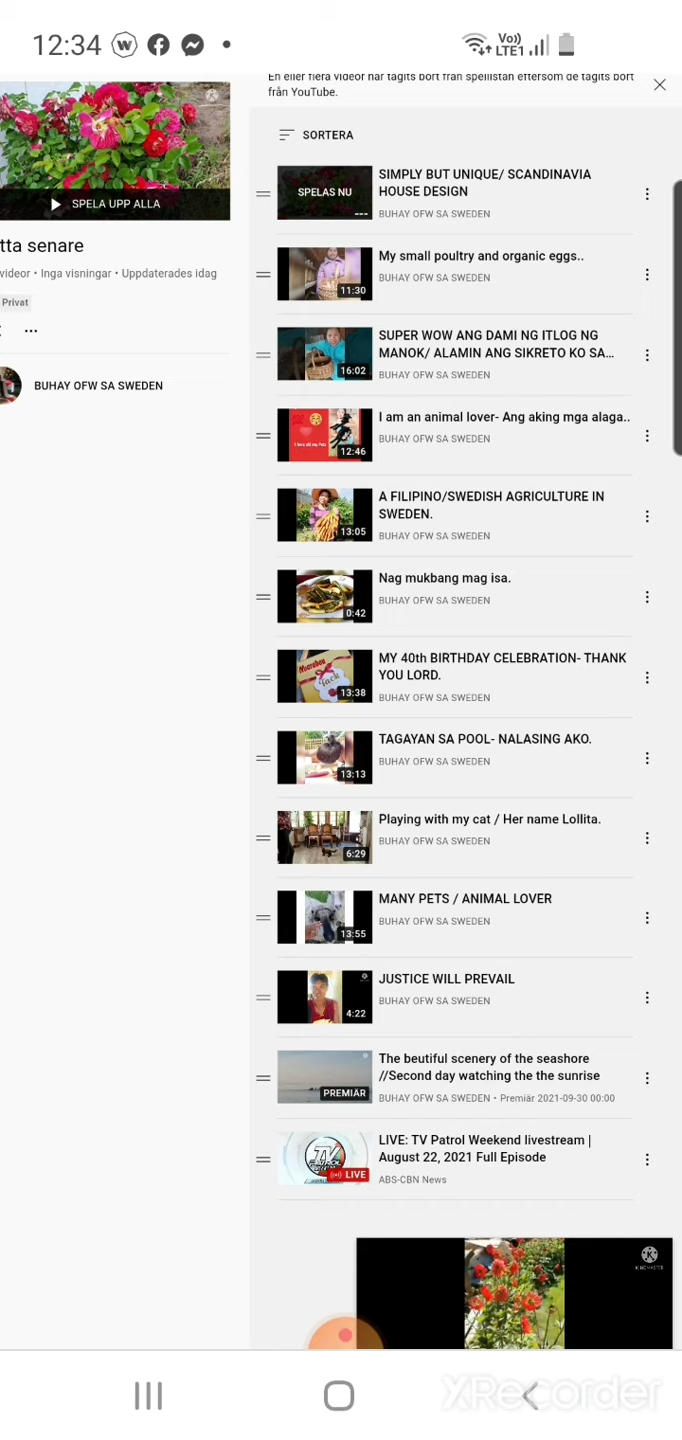 12:34
Vo))
LTE1
En eller flera videor har tagits bort från spellistan eftersom de tagits bort
från YouTube.
SORTERA
SPELA UPP ALLA
tta senare
videor • Inga visningar • Uppdaterades idag
Privat
BUHAY OFW SA SWEDEN
SPELAS NU
SIMPLY BUT UNIQUE/ SCANDINAVIA
HOUSE DESIGN
BUHAY OFW SA SWEDEN
My small poultry and organic eggs..
BUHAY OFW SA SWEDEN
11:30
SUPER WOW ANG DAMI NG ITLOG NG
MANOK/ ALAMIN ANG SIKRETO KO SA...
BUHAY OFW SA SWEDEN
16:02
I am an animal lover- Ang aking mga alaga..
BUHAY OFW SA SWEDEN
12:46
A FILIPINO/SWEDISH AGRICULTURE IN
SWEDEN.
BUHAY OFW SA SWEDEN
13:05
Nag mukbang mag isa.
BUHAY OFW SA SWEDEN
0:42
MY 40th BIRTHDAY CELEBRATION- THANK
YOU LORD.
BUHAY OFW SA SWEDEN
13:38
TAGAYAN SA POOL- NALASING AKO.
BUHAY OFW SA SWEDEN
13:13
Playing with my cat / Her name Lollita.
BUHAY OFW SA SWEDEN
6:29
MANY PETS / ANIMAL LOVER
BUHAY OFW SA SWEDEN
13:55
JUSTICE WILL PREVAIL
BUHAY OFW SA SWEDEN
4:22
The beutiful scenery of the seashore
//Second day watching the the sunrise
BUHAY OFW SA SWEDEN • Premiär 2021-09-30 00:00
PREMIÄR
LIVE: TV Patrol Weekend livestream |
August 22, 2021 Full Episode
ABS-CBN News
LIVE
KINEMASTER
XRecorder